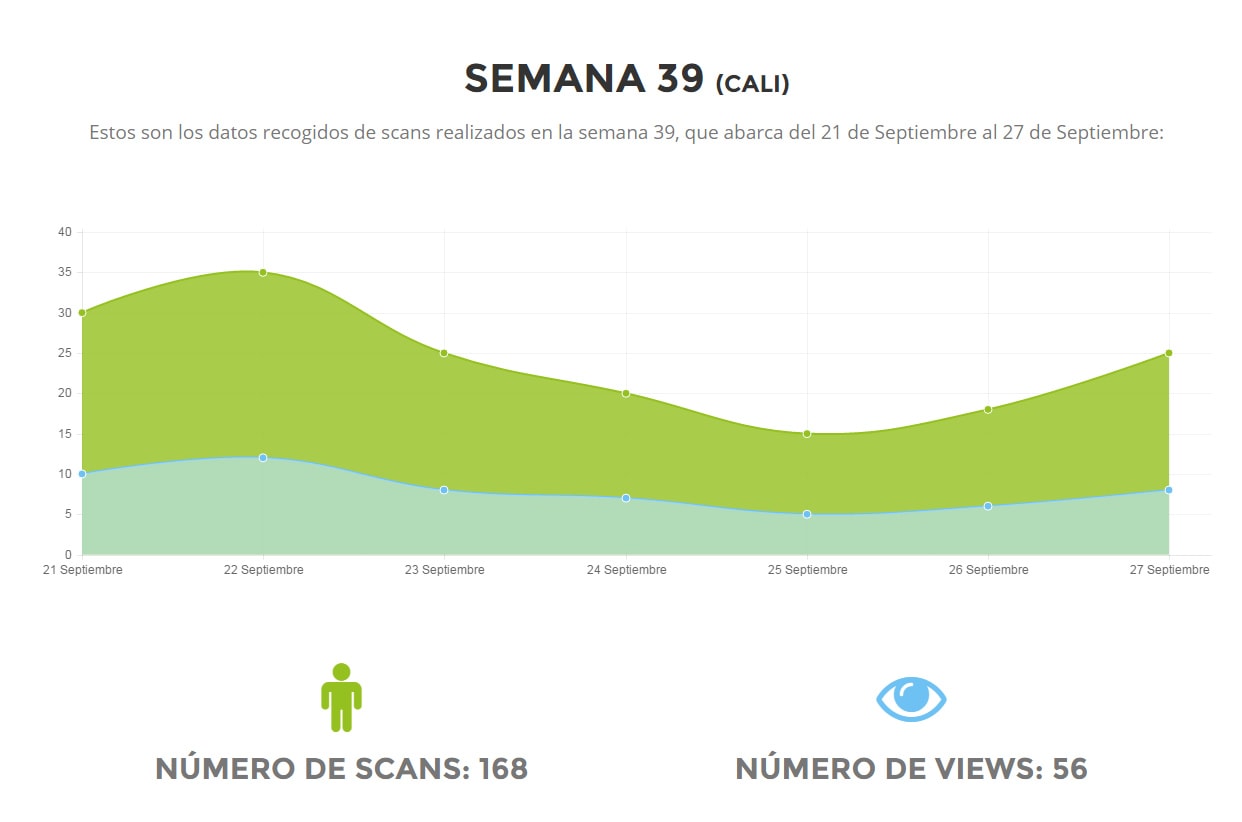 SEMANA 39 (CALI)
Estos son los datos recogidos de scans realizados en la semana 39, que abarca del 21 de Septiembre al 27 de Septiembre:
40
35
30
25
20
15
10
5
0
21 Septiembre 22 Septiembre 23 Septiembre 24 Septiembre 25 Septiembre 26 Septiembre 27 Septiembre
NÚMERO DE SCANS: 168
NÚMERO DE VIEWS: 56